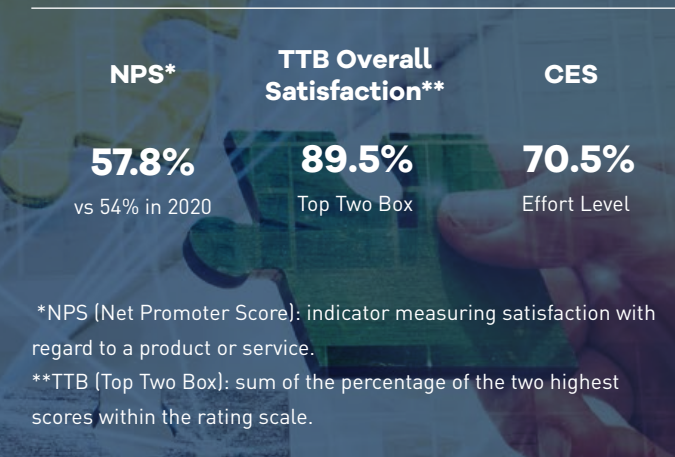 NPS*
TTB Overall
Satisfaction**
CES
57.8%
89.5%
70.5%
vs 54% in 2020
Top Two Box
Effort Level
*NPS (Net Promoter Score): indicator measuring satisfaction with
regard to a product or service.
**TTB (Top Two Box): sum of the percentage of the two highest
scores within the rating scale.